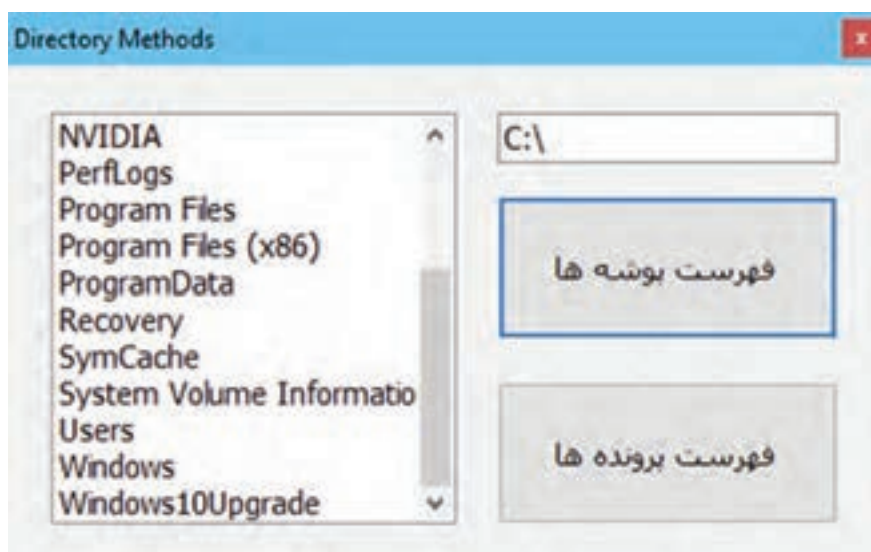 Directory Methods
x
NVIDIA
PerfLogs
Program Files
Program Files (x86)
ProgramData
Recovery
SymCache
System Volume Informatio
Users
Windows
Windows10Upgrade
C:\
فهرست پوشه ها
فهرست پرونده ها